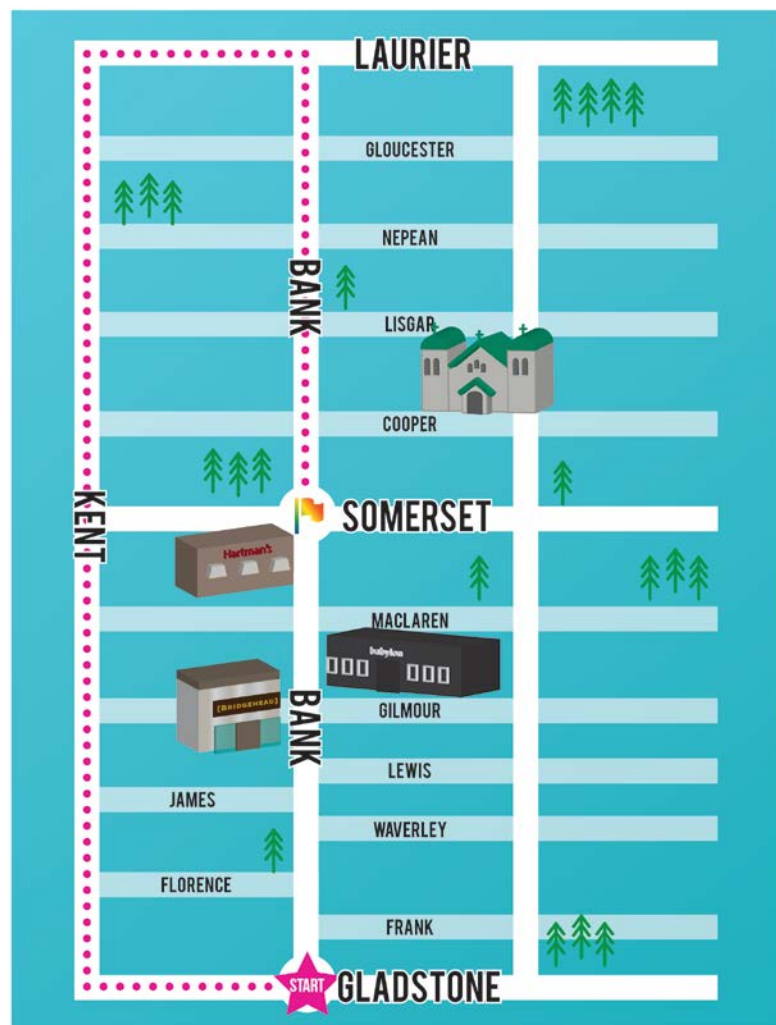 LAURIER
GLOUCESTER
NEPEAN
BANK
LISGAR
COOPER
KENT
SOMERSET
Hartman's
MACLAREN
babylon
[BRIDGEHEAD]
BANK
GILMOUR
LEWIS
JAMES
WAVERLEY
FLORENCE
FRANK
START
GLADSTONE